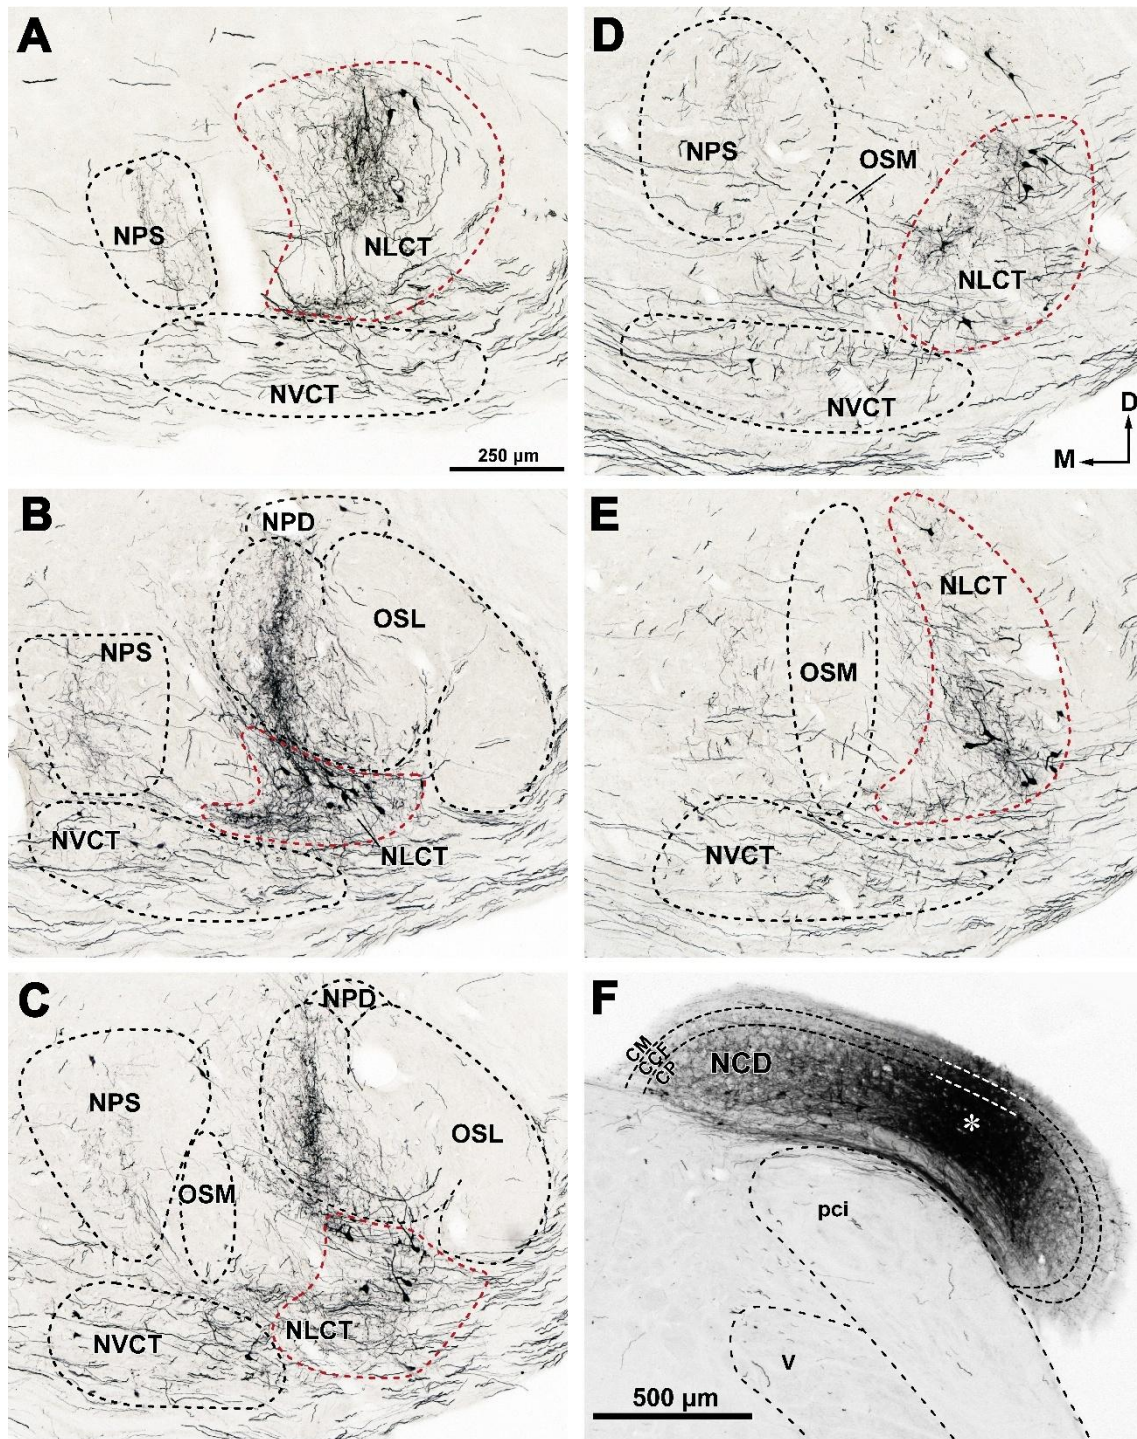 A
NPS
NLCT
NVCT
250 µm
D
NPS
OSM
NLCT
NVCT
D
M
B
NPD
OSL
NPS
NVCT
NLCT
E
NLCT
OSM
NVCT
C
NPD
NPS
OSL
OSM
NVCT
NLCT
F
CM
CCF
CP
NCD
*
pci
V
500 µm